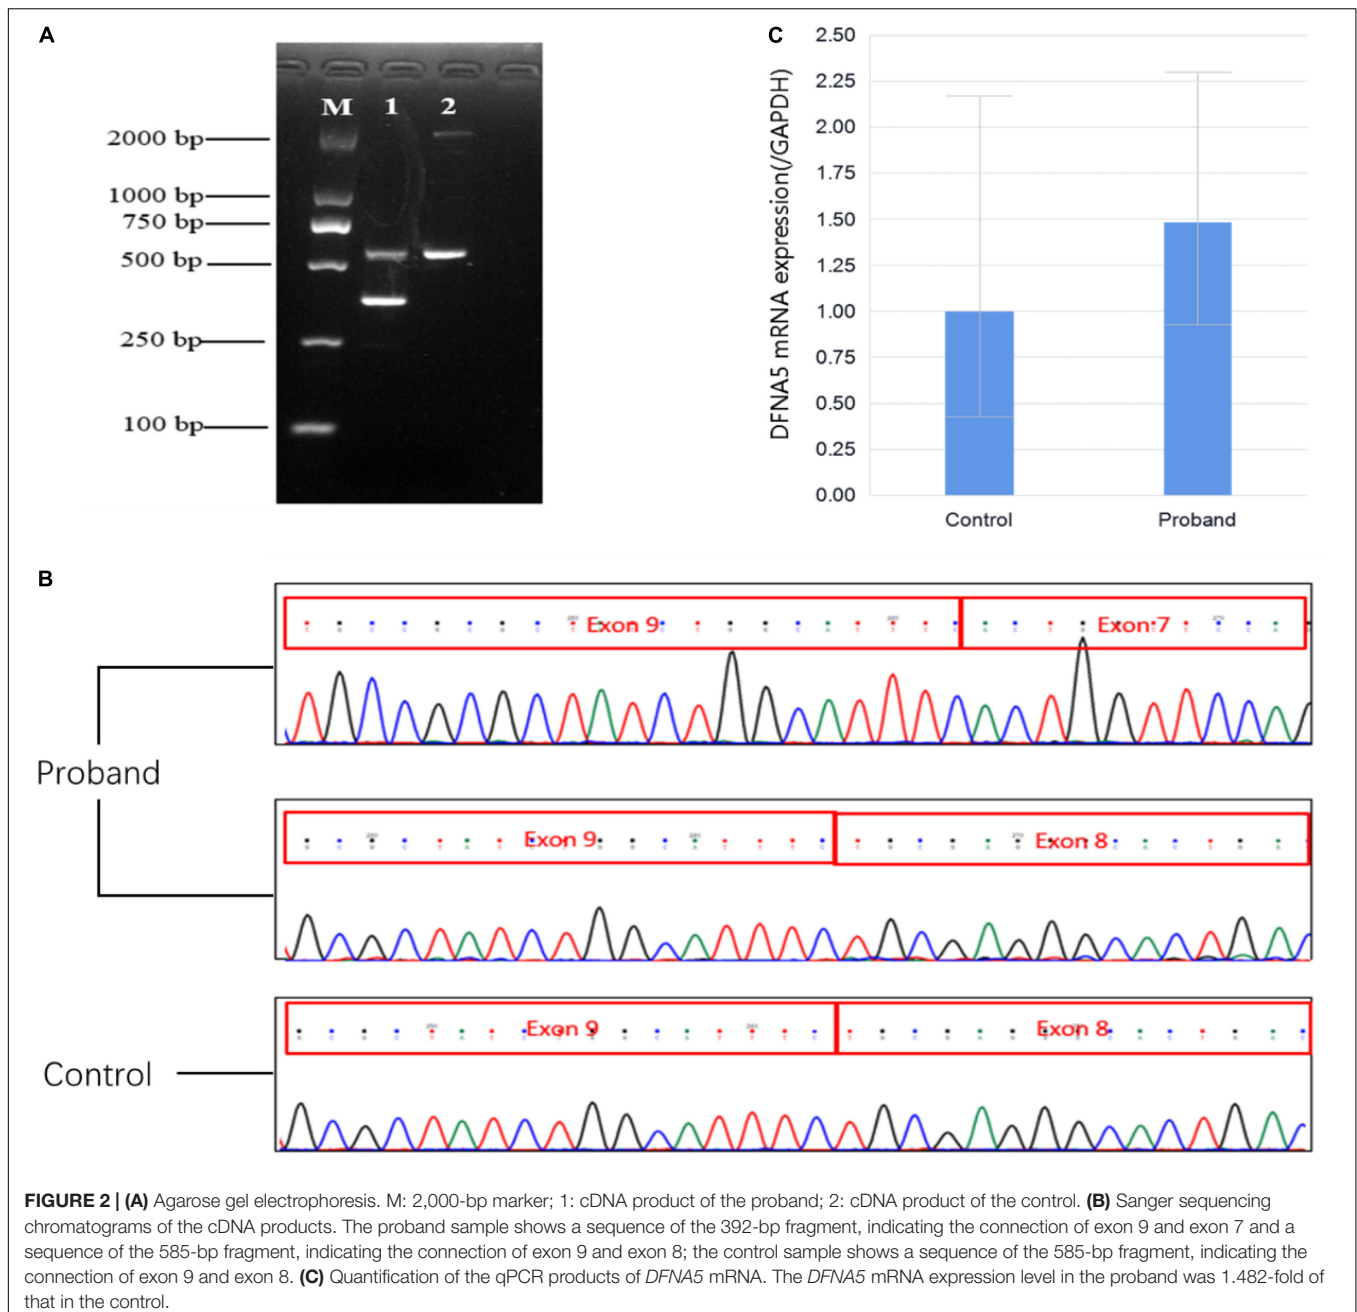 A
M 1 2
2000 bp
1000 bp
750 bp
500 bp
250 bp
100 bp
C
DFNA5 mRNA expression(/GAPDH)
2.50
2.25
2.00
1.75
1.50
1.25
1.00
0.75
0.50
0.25
0.00
Control Proband
B
Proband
Exon 9 Exon 7
Exon 9 Exon 8
Control
Exon 9 Exon 8
FIGURE 2 | (A) Agarose gel electrophoresis. M: 2,000-bp marker; 1: cDNA product of the proband; 2: cDNA product of the control. (B) Sanger sequencing
chromatograms of the cDNA products. The proband sample shows a sequence of the 392-bp fragment, indicating the connection of exon 9 and exon 7 and a
sequence of the 585-bp fragment, indicating the connection of exon 9 and exon 8; the control sample shows a sequence of the 585-bp fragment, indicating the
connection of exon 9 and exon 8. (C) Quantification of the qPCR products of DFNA5 mRNA. The DFNA5 mRNA expression level in the proband was 1.482-fold of
that in the control.